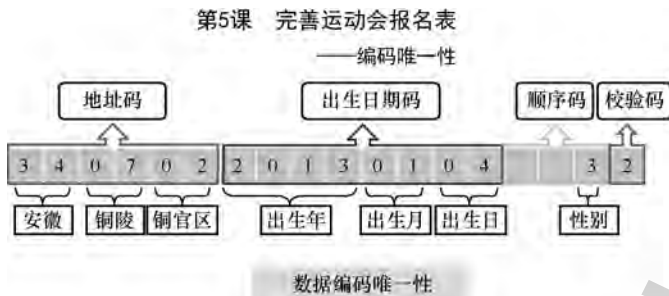 第5课 完善运动会报名表
——编码唯一性
地址码 出生日期码 顺序码 校验码
3 4 0 7 0 2 2 0 1 3 0 1 0 4 3 2
安徽 铜陵 铜官区 出生年 出生月 出生日 性别
数据编码唯一性